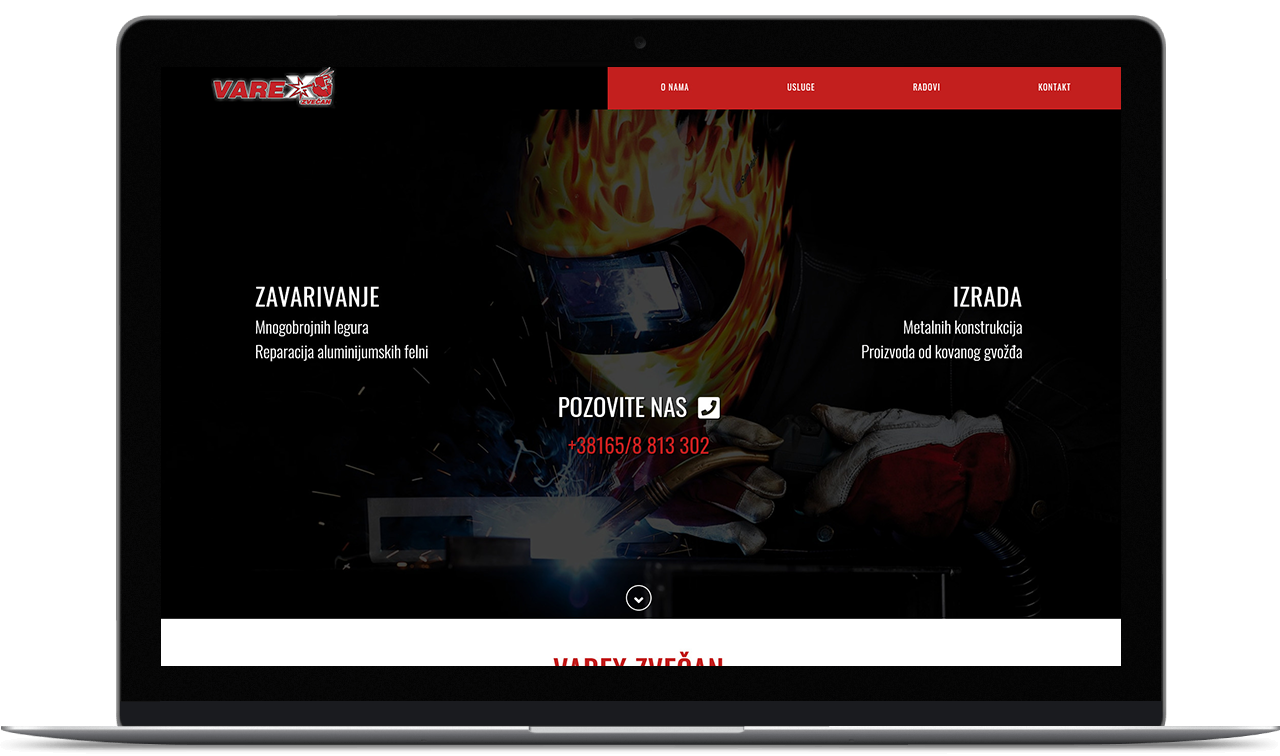 VAREX
ZVEČAN
O NAMA
USLUGE
RADOVI
KONTAKT
ZAVARIVANJE
Mnogobrojnih legura
Reparacija aluminijumskih felni
IZRADA
Metalnih konstrukcija
Proizvoda od kovanog gvožđa
POZOVITE NAS
+38165/8 813 302
VAREX ZVEČAN